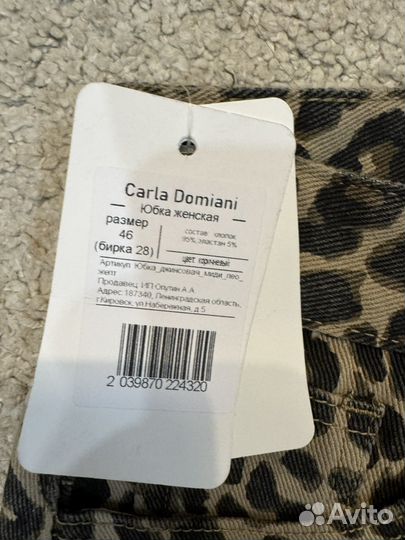 Carla Domiani
Юбка женская
размер
46
(бирка 28)
состав хлопок
95%, эластан 5%
цвет коричневый
Артикул Юбка_джинсовая_миди_лео_
желт
Продавец ИП Опутин А.А.
Адрес: 187340, Ленинградская область,
г.Кировск, ул.Набережная, д.5
2 039870 224320
Avito